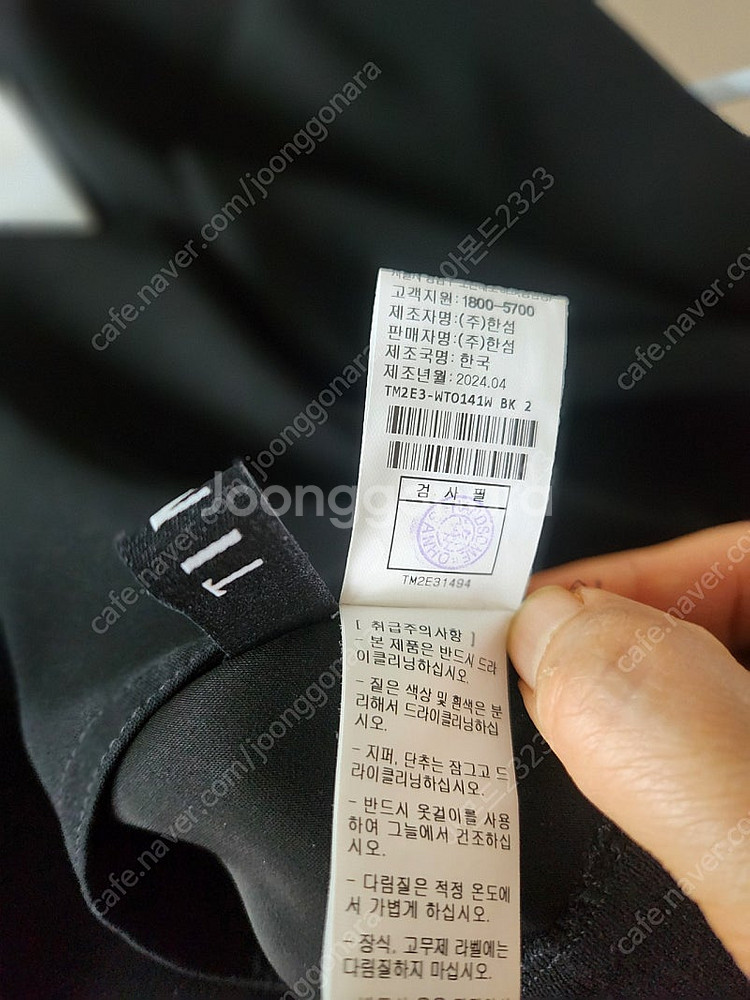 고객지원:1800-5700
제조자명:(주)한섬
판매자명:(주)한섬
제조국명: 한국
제조년월: 2024.04
TM2E3-WTO141W BK 2
검 사 필
HANDSOME
TM2E31494
[ 취급주의사항 ]
- 본 제품은 반드시 드라
이클리닝하십시오.
- 짙은 색상 및 흰색은 분
리해서 드라이클리닝하십
시오.
- 지퍼, 단추는 잠그고 드
라이클리닝하십시오.
- 반드시 옷걸이를 사용
하여 그늘에서 건조하십
시오.
- 다림질은 적정 온도에
서 가볍게 하십시오.
- 장식, 고무제 라벨에는
다림질하지 마십시오.
Joonggonara
cafe.naver.com/joonggonara
아몬드2323